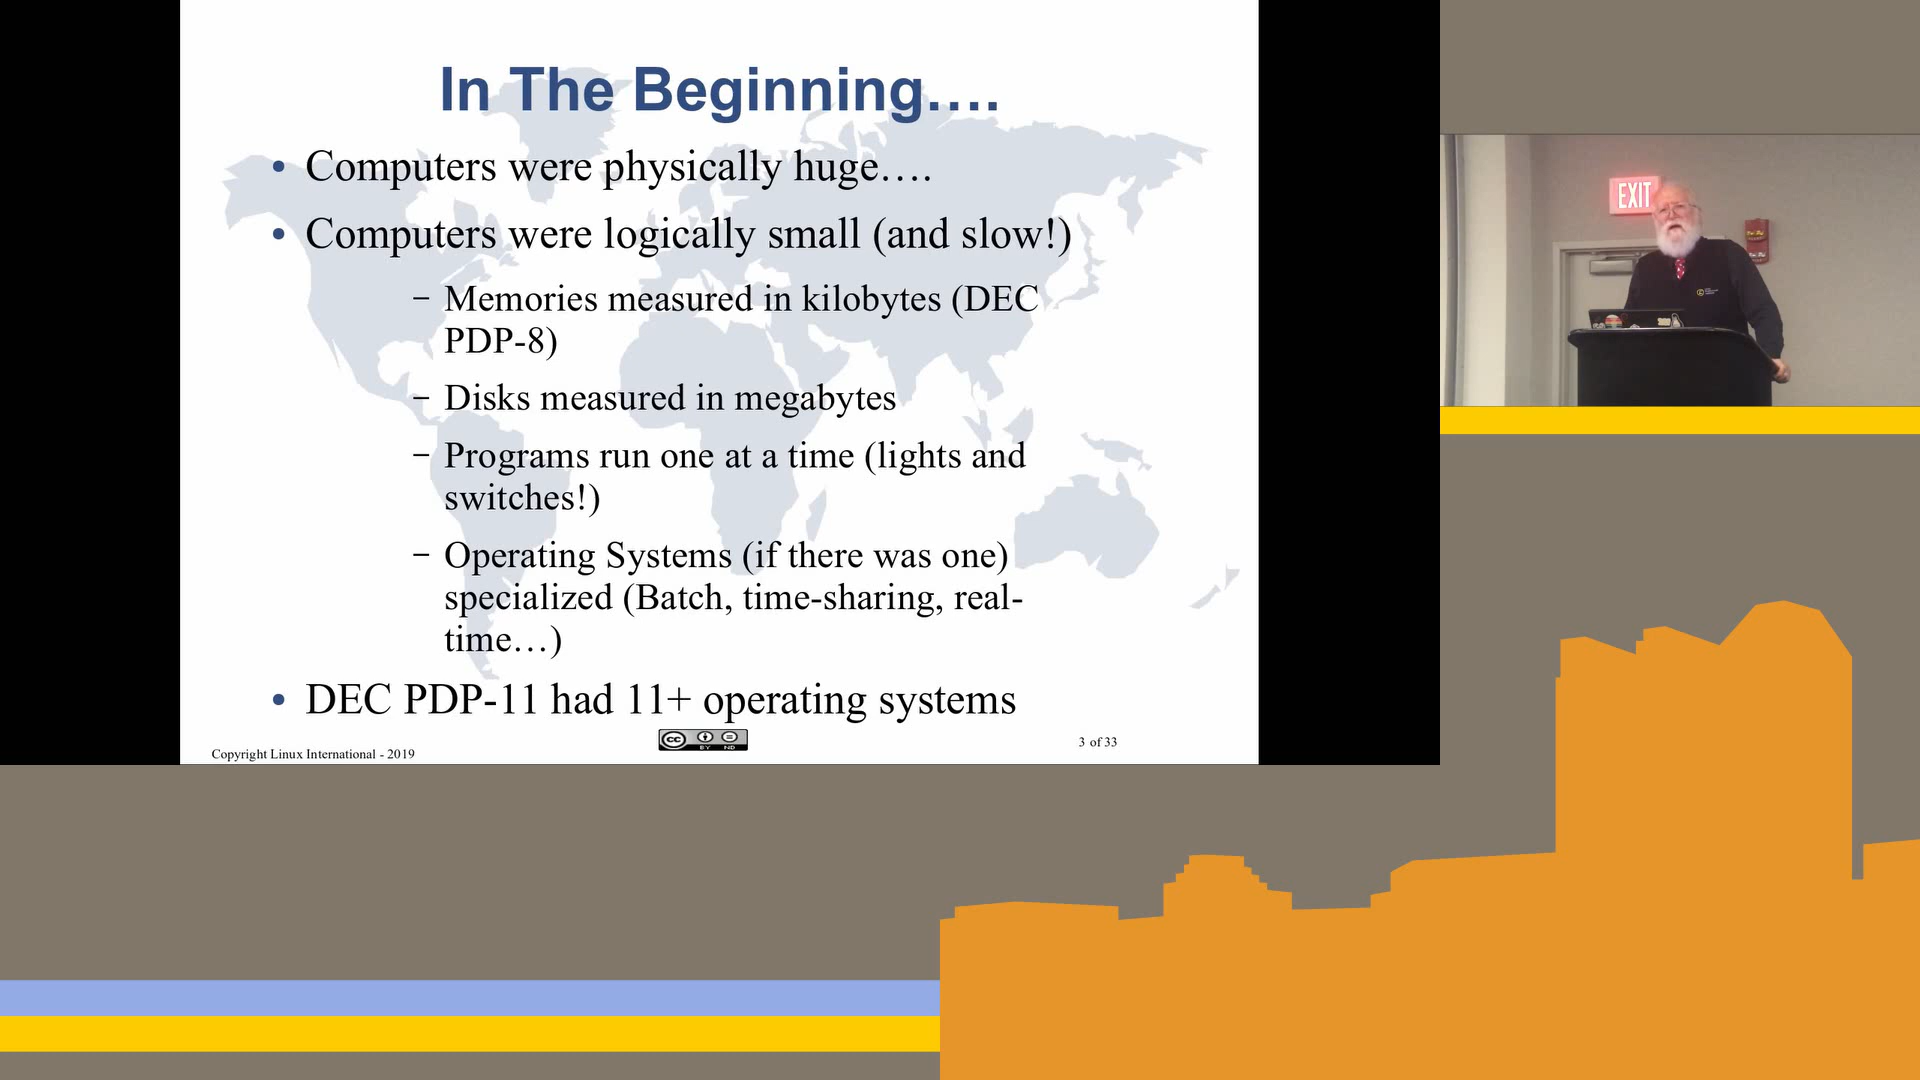 In The Beginning….
• Computers were physically huge….
• Computers were logically small (and slow!)
– Memories measured in kilobytes (DEC
PDP-8)
– Disks measured in megabytes
– Programs run one at a time (lights and
switches!)
– Operating Systems (if there was one)
specialized (Batch, time-sharing, real-
time…)
• DEC PDP-11 had 11+ operating systems
Copyright Linux International - 2019
cc
BY ND
3 of 33
EXIT